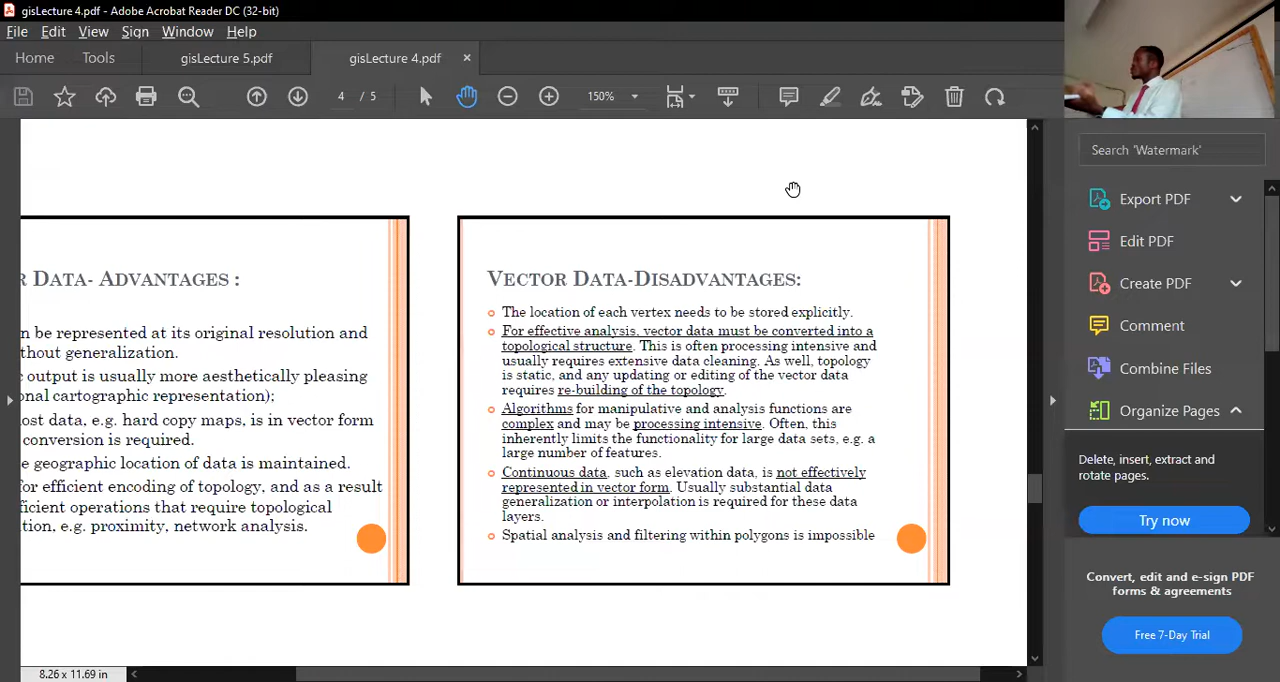 gisLecture 4.pdf - Adobe Acrobat Reader DC (32-bit)
File Edit View Sign Window Help
Home Tools gisLecture 5.pdf gisLecture 4.pdf ×
4 / 5 150%
Search 'Watermark'
Export PDF
Edit PDF
Create PDF
Comment
Combine Files
Organize Pages
Delete, insert, extract and
rotate pages.
Try now
Convert, edit and e-sign PDF
forms & agreements
Free 7-Day Trial
R DATA- ADVANTAGES :
n be represented at its original resolution and
thout generalization.
c output is usually more aesthetically pleasing
onal cartographic representation);
ost data, e.g. hard copy maps, is in vector form
conversion is required.
e geographic location of data is maintained.
for efficient encoding of topology, and as a result
ficient operations that require topological
tion, e.g. proximity, network analysis.
VECTOR DATA-DISADVANTAGES:
The location of each vertex needs to be stored explicitly.
For effective analysis, vector data must be converted into a
topological structure. This is often processing intensive and
usually requires extensive data cleaning. As well, topology
is static, and any updating or editing of the vector data
requires re-building of the topology.
Algorithms for manipulative and analysis functions are
complex and may be processing intensive. Often, this
inherently limits the functionality for large data sets, e.g. a
large number of features.
Continuous data, such as elevation data, is not effectively
represented in vector form. Usually substantial data
generalization or interpolation is required for these data
layers.
Spatial analysis and filtering within polygons is impossible
8.26 x 11.69 in